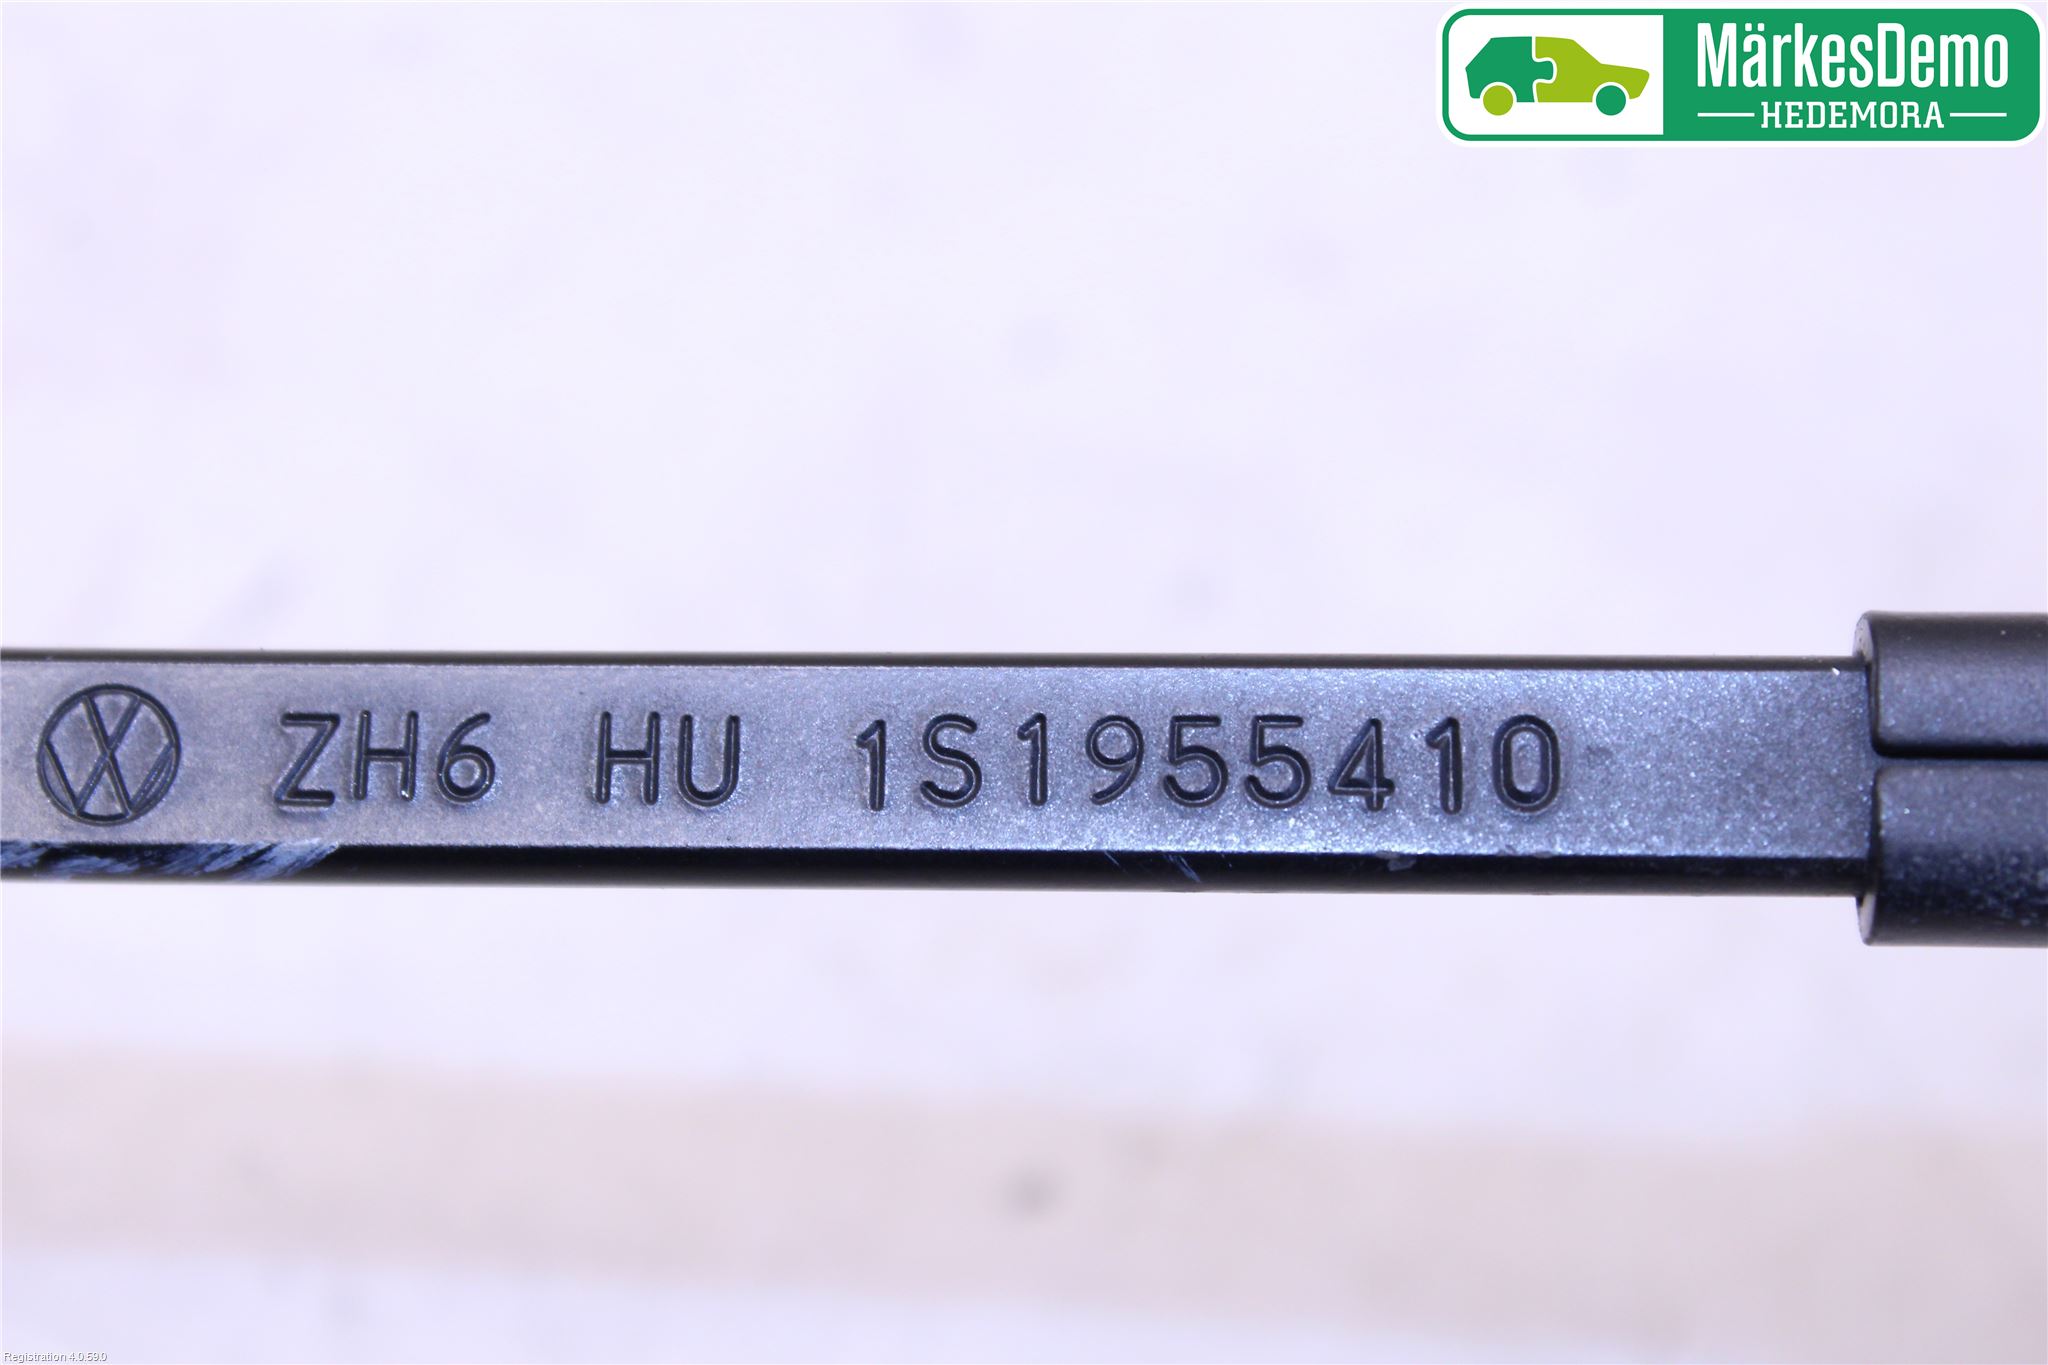 MärkesDemo
HEDEMORA
ZH6 HU 1S1955410
Registration 4.0.59.0